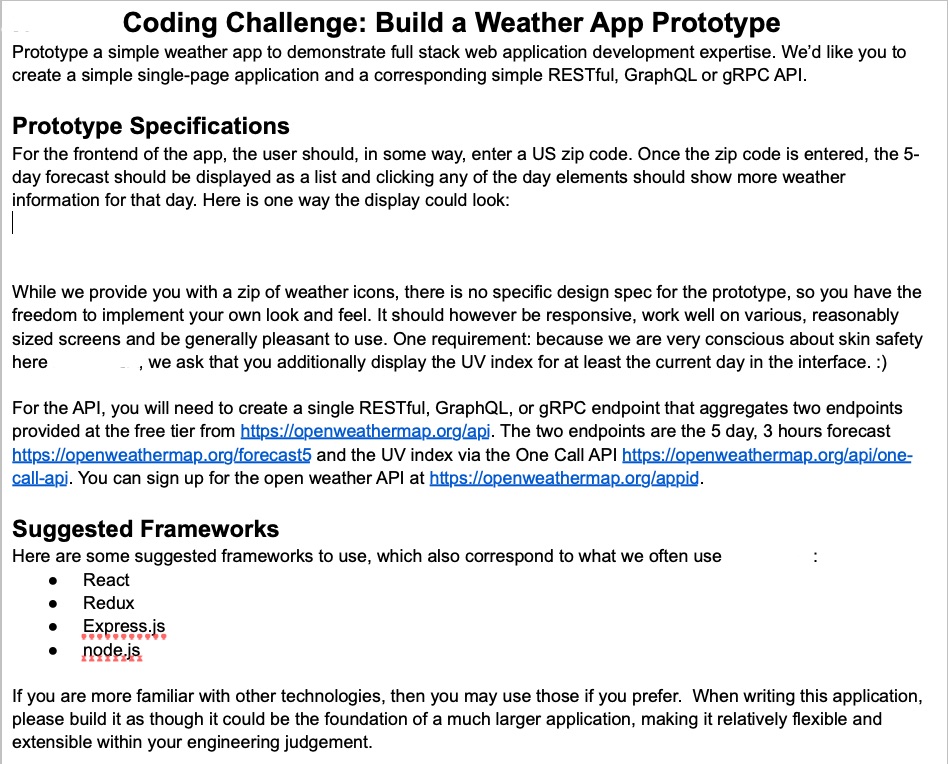 Coding Challenge: Build a Weather App Prototype
Prototype a simple weather app to demonstrate full stack web application development expertise. We’d like you to
create a simple single-page application and a corresponding simple RESTful, GraphQL or gRPC API.
Prototype Specifications
For the frontend of the app, the user should, in some way, enter a US zip code. Once the zip code is entered, the 5-
day forecast should be displayed as a list and clicking any of the day elements should show more weather
information for that day. Here is one way the display could look:
While we provide you with a zip of weather icons, there is no specific design spec for the prototype, so you have the
freedom to implement your own look and feel. It should however be responsive, work well on various, reasonably
sized screens and be generally pleasant to use. One requirement: because we are very conscious about skin safety
here , we ask that you additionally display the UV index for at least the current day in the interface. :)
For the API, you will need to create a single RESTful, GraphQL, or gRPC endpoint that aggregates two endpoints
provided at the free tier from https://openweathermap.org/api. The two endpoints are the 5 day, 3 hours forecast
https://openweathermap.org/forecast5 and the UV index via the One Call API https://openweathermap.org/api/one-
call-api. You can sign up for the open weather API at https://openweathermap.org/appid.
Suggested Frameworks
Here are some suggested frameworks to use, which also correspond to what we often use :
● React
● Redux
● Express.js
● node.js
If you are more familiar with other technologies, then you may use those if you prefer.  When writing this application,
please build it as though it could be the foundation of a much larger application, making it relatively flexible and
extensible within your engineering judgement.